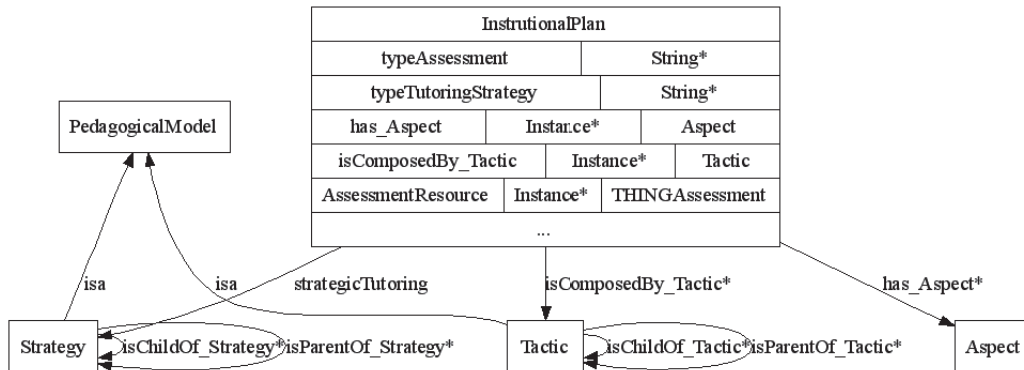 InstrutionalPlan
typeAssessment String*
typeTutoringStrategy String*
has_Aspect Instance* Aspect
isComposedBy_Tactic Instance* Tactic
AssessmentResource Instance* THINGAssessment
...
PedagogicalModel
isa isa strategicTutoring isComposedBy_Tactic* has_Aspect*
Strategy isChildOf_Strategy* isParentOf_Strategy* Tactic isChildOf_Tactic* isParentOf_Tactic* Aspect